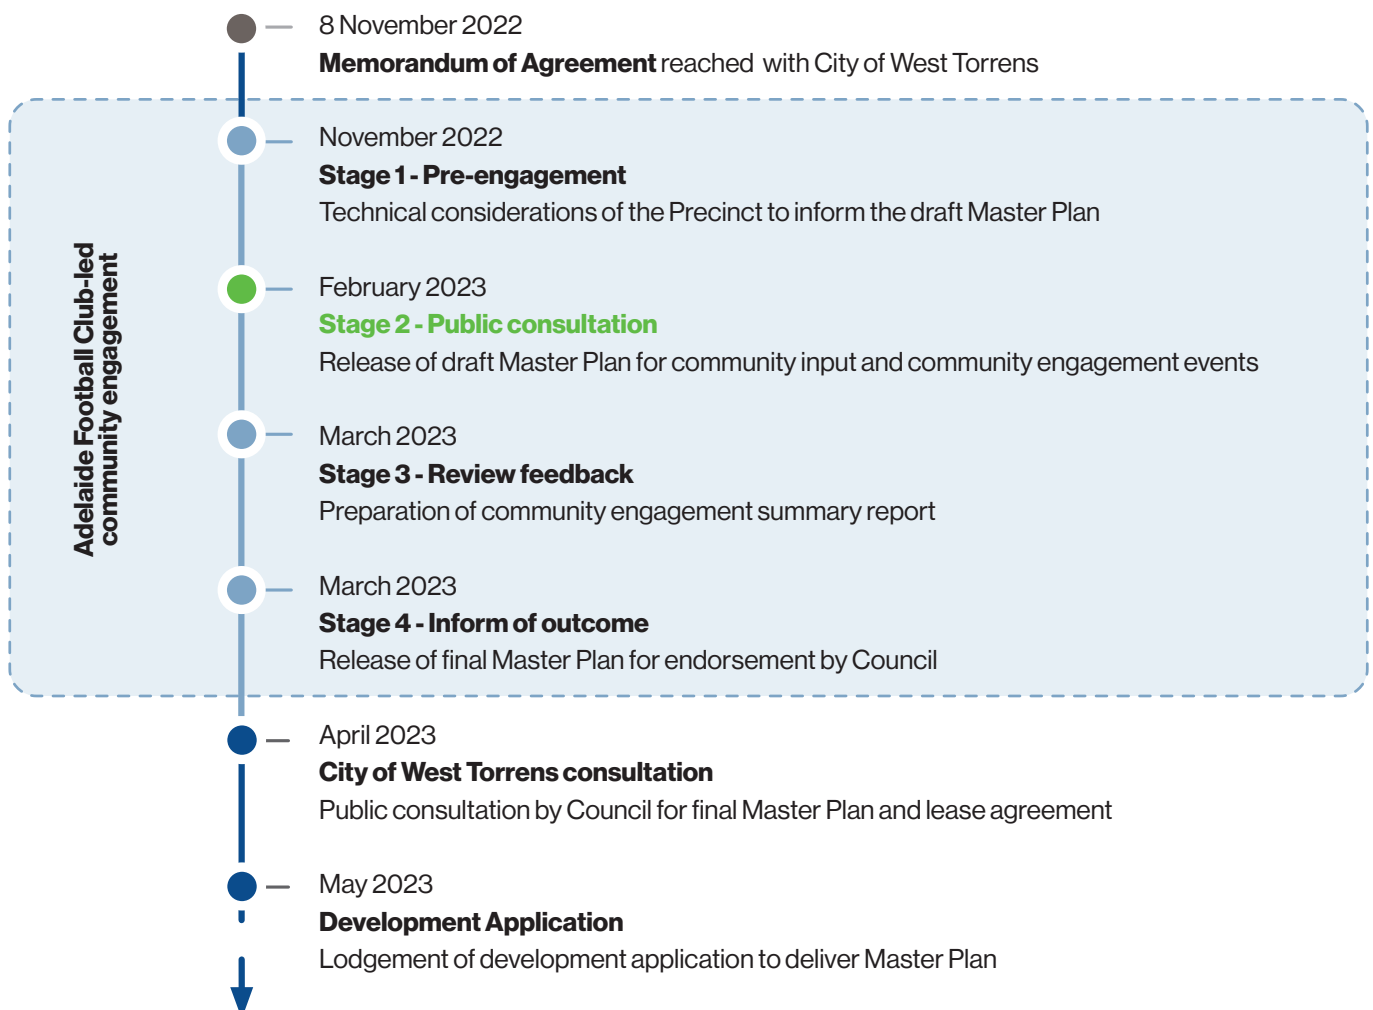 8 November 2022
Memorandum of Agreement reached with City of West Torrens
Adelaide Football Club-led
community engagement
November 2022
Stage 1 - Pre-engagement
Technical considerations of the Precinct to inform the draft Master Plan
February 2023
Stage 2 - Public consultation
Release of draft Master Plan for community input and community engagement events
March 2023
Stage 3 - Review feedback
Preparation of community engagement summary report
March 2023
Stage 4 - Inform of outcome
Release of final Master Plan for endorsement by Council
April 2023
City of West Torrens consultation
Public consultation by Council for final Master Plan and lease agreement
May 2023
Development Application
Lodgement of development application to deliver Master Plan